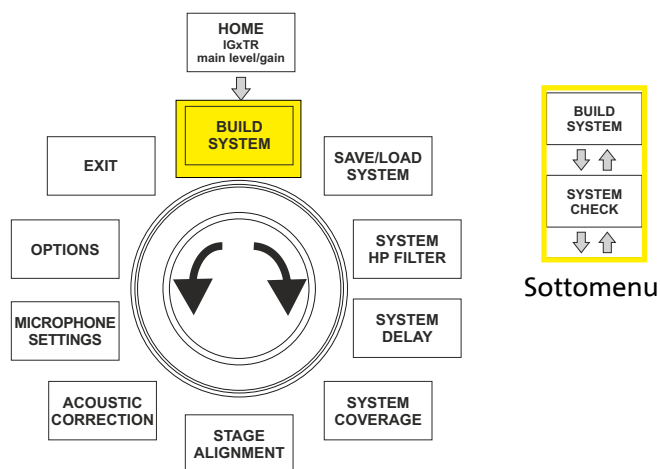 HOME
IGxTR
main level/gain
BUILD
SYSTEM
SAVE/LOAD
SYSTEM
SYSTEM
HP FILTER
SYSTEM
DELAY
SYSTEM
COVERAGE
STAGE
ALIGNMENT
ACOUSTIC
CORRECTION
MICROPHONE
SETTINGS
OPTIONS
EXIT
BUILD
SYSTEM
SYSTEM
CHECK
Sottomenu